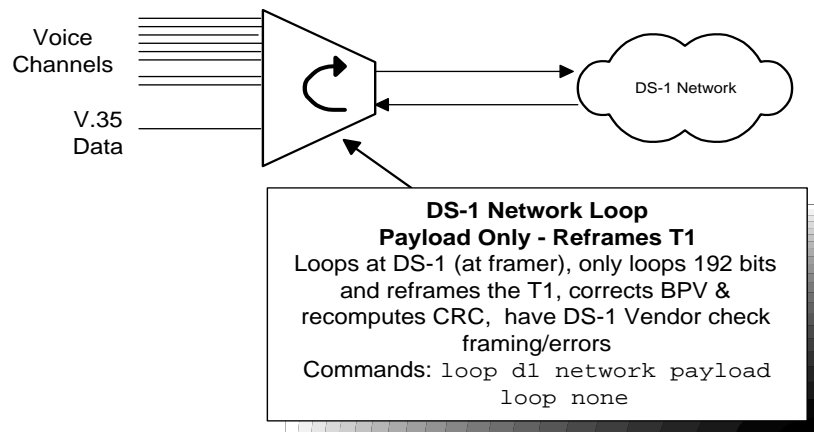 Voice
Channels
V.35
Data
DS-1 Network
DS-1 Network Loop
Payload Only - Reframes T1
Loops at DS-1 (at framer), only loops 192 bits
and reframes the T1, corrects BPV &
recomputes CRC, have DS-1 Vendor check
framing/errors
Commands: loop d1 network payload
loop none